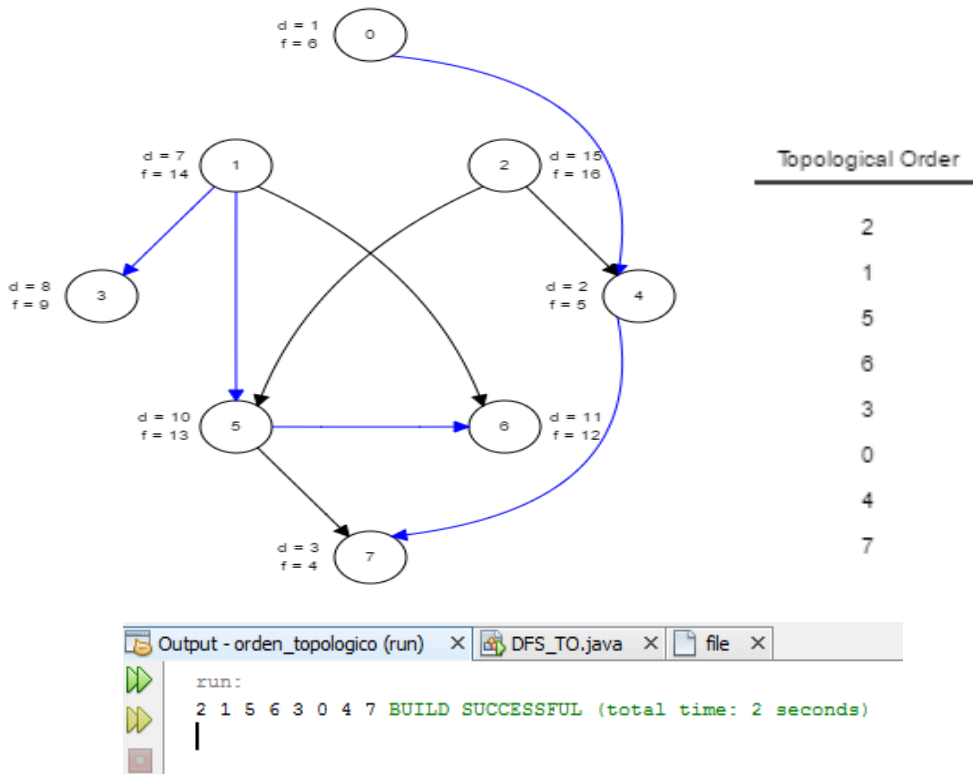 d = 1
f = 6
0
d = 7
f = 14
1
2
d = 15
f = 16
d = 8
f = 9
3
d = 2
f = 5
4
d = 10
f = 13
5
6
d = 11
f = 12
d = 3
f = 4
7
Topological Order
2
1
5
6
3
0
4
7
Output - orden_topologico (run)
DFS_TO.java
file
run:
2 1 5 6 3 0 4 7 BUILD SUCCESSFUL (total time: 2 seconds)